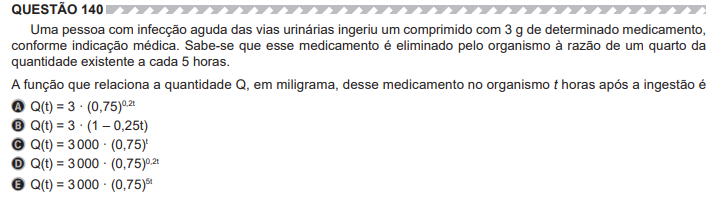 QUESTÃO 140
Uma pessoa com infecção aguda das vias urinárias ingeriu um comprimido com 3 g de determinado medicamento,
conforme indicação médica. Sabe-se que esse medicamento é eliminado pelo organismo à razão de um quarto da
quantidade existente a cada 5 horas.
A função que relaciona a quantidade Q, em miligrama, desse medicamento no organismo t horas após a ingestão é
A Q(t) = 3 · (0,75)^0,2t
B Q(t) = 3 · (1 – 0,25t)
C Q(t) = 3 000 · (0,75)^t
D Q(t) = 3 000 · (0,75)^0,2t
E Q(t) = 3 000 · (0,75)^5t